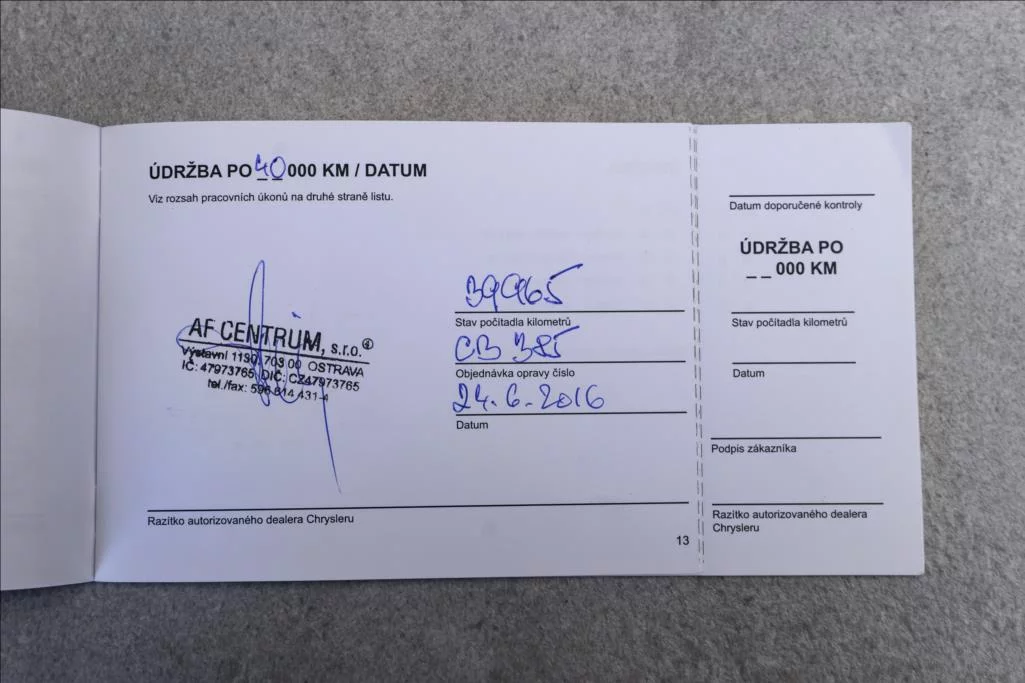 ÚDRŽBA PO 40 000 KM / DATUM
Viz rozsah pracovních úkonů na druhé straně listu.
AF CENTRUM, s.r.o. ④
Výstavní 1190, 703 00 OSTRAVA
IČ: 47973765, DIČ: CZ47973765
tel./fax: 596 614 431-4
39965
Stav počítadla kilometrů
CB 385
Objednávka opravy číslo
24.6.2016
Datum
Razítko autorizovaného dealera Chrysleru
13
Datum doporučené kontroly
ÚDRŽBA PO
_ _ 000 KM
Stav počítadla kilometrů
Datum
Podpis zákazníka
Razítko autorizovaného dealera
Chrysleru